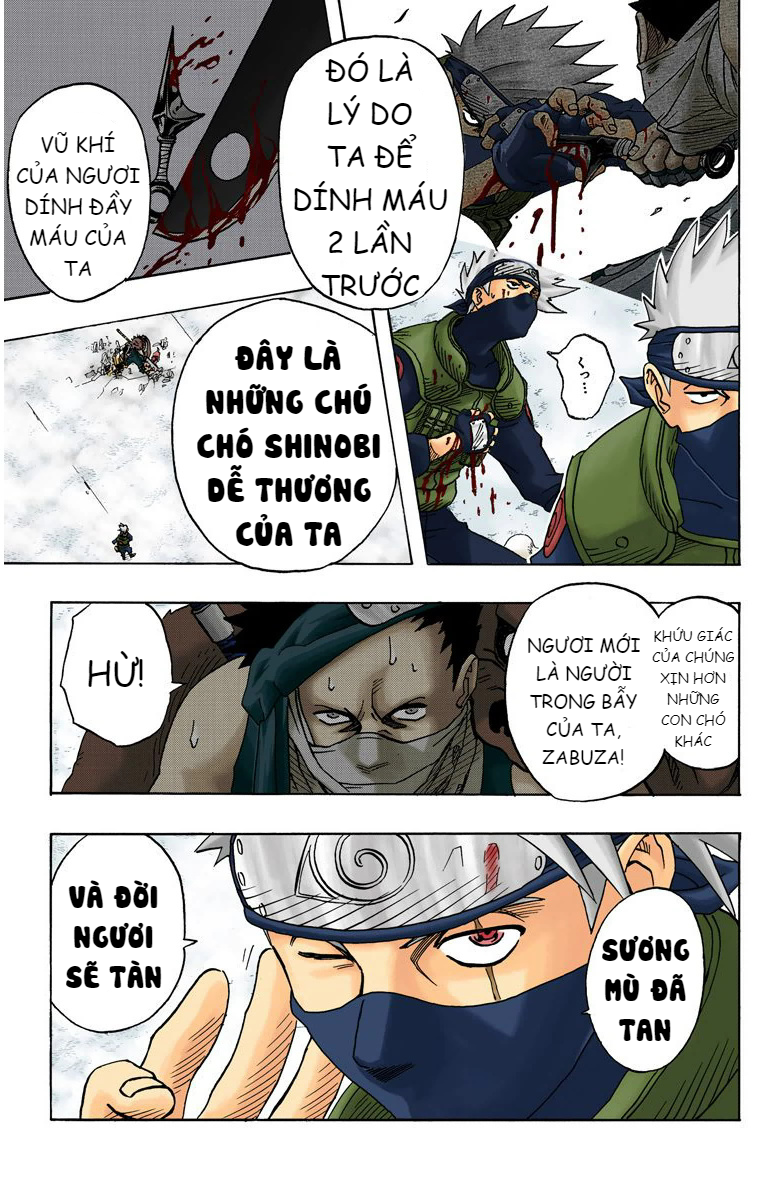 ĐÓ LÀ
LÝ DO
TA ĐỂ
DÍNH MÁU
2 LẦN
TRƯỚC
VŨ KHÍ
CỦA NGƯƠI
DÍNH ĐẦY
MÁU CỦA
TA
ĐÂY LÀ
NHỮNG CHÚ
CHÓ SHINOBI
DỄ THƯƠNG
CỦA TA
KHỨU GIÁC
CỦA CHÚNG
XỊN HƠN
NHỮNG
CON CHÓ
KHÁC
NGƯƠI MỚI
LÀ NGƯỜI
TRONG BẪY
CỦA TA,
ZABUZA!
HỪ!
SƯƠNG
MÙ ĐÃ
TAN
VÀ ĐỜI
NGƯƠI
SẼ TÀN